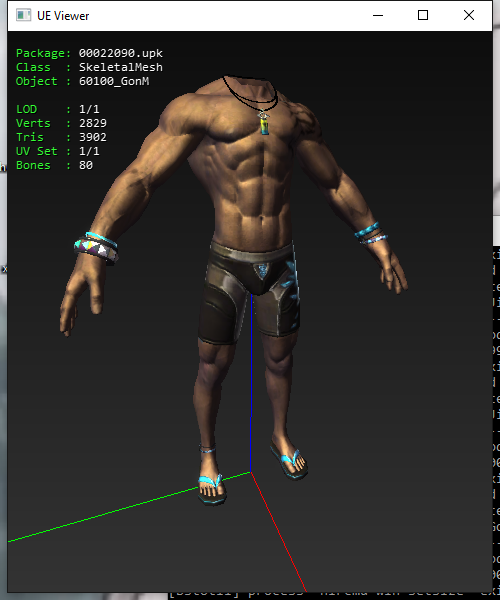 UE Viewer
Package: 00022090.upk
Class  : SkeletalMesh
Object : 60100_GonM
LOD    : 1/1
Verts  : 2829
Tris   : 3902
UV Set : 1/1
Bones  : 80